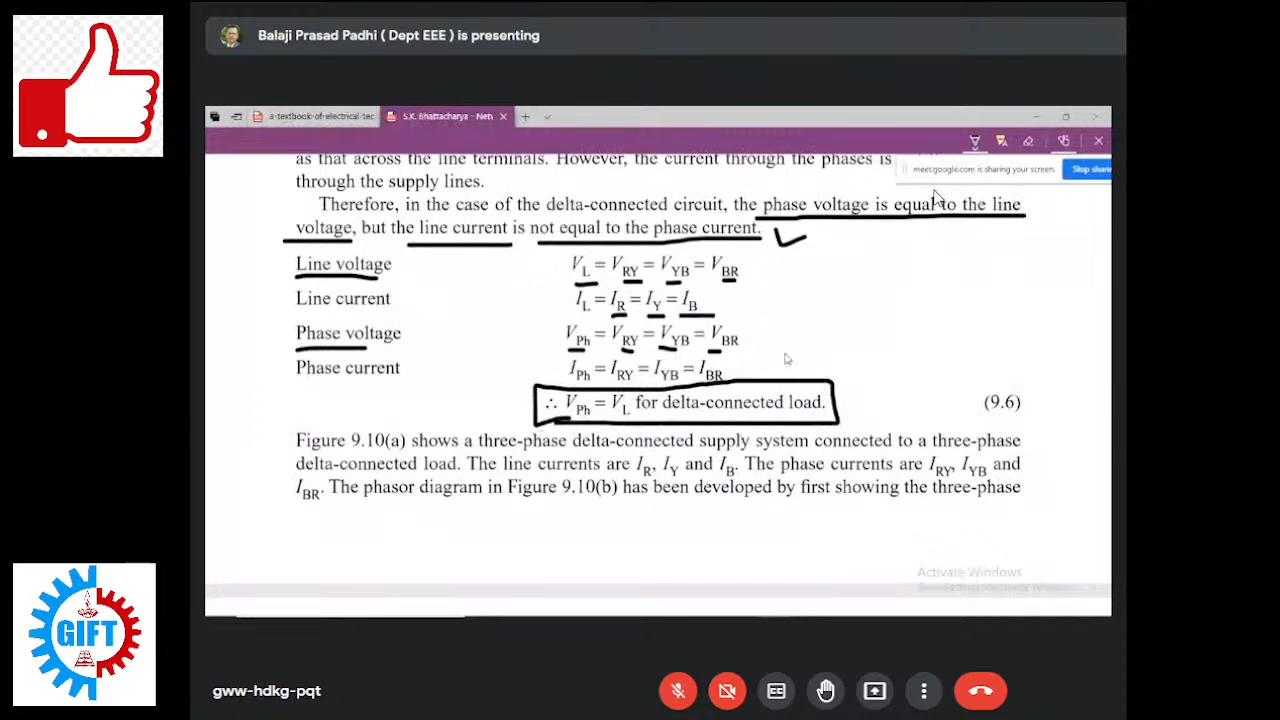 Balaji Prasad Padhi ( Dept EEE ) is presenting
a-textbook-of-electrical-tec
S.K. Bhattacharya - Netv
as that across the line terminals. However, the current through the phases is
meet.google.com is sharing your screen.
Stop sharin
through the supply lines.
Therefore, in the case of the delta-connected circuit, the phase voltage is equal to the line
voltage, but the line current is not equal to the phase current.
Line voltage V_L = V_RY = V_YB = V_BR
Line current I_L = I_R = I_Y = I_B
Phase voltage V_Ph = V_RY = V_YB = V_BR
Phase current I_Ph = I_RY = I_YB = I_BR
∴ V_Ph = V_L for delta-connected load. (9.6)
Figure 9.10(a) shows a three-phase delta-connected supply system connected to a three-phase
delta-connected load. The line currents are I_R, I_Y and I_B. The phase currents are I_RY, I_YB and
I_BR. The phasor diagram in Figure 9.10(b) has been developed by first showing the three-phase
Activate Windows
GIFT
gww-hdkg-pqt
CC